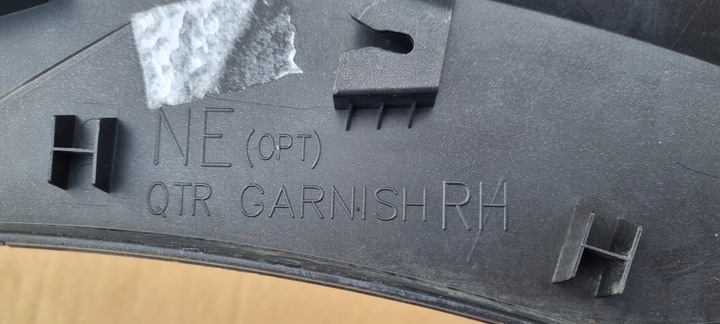 NE (OPT)
QTR GARNISH RH